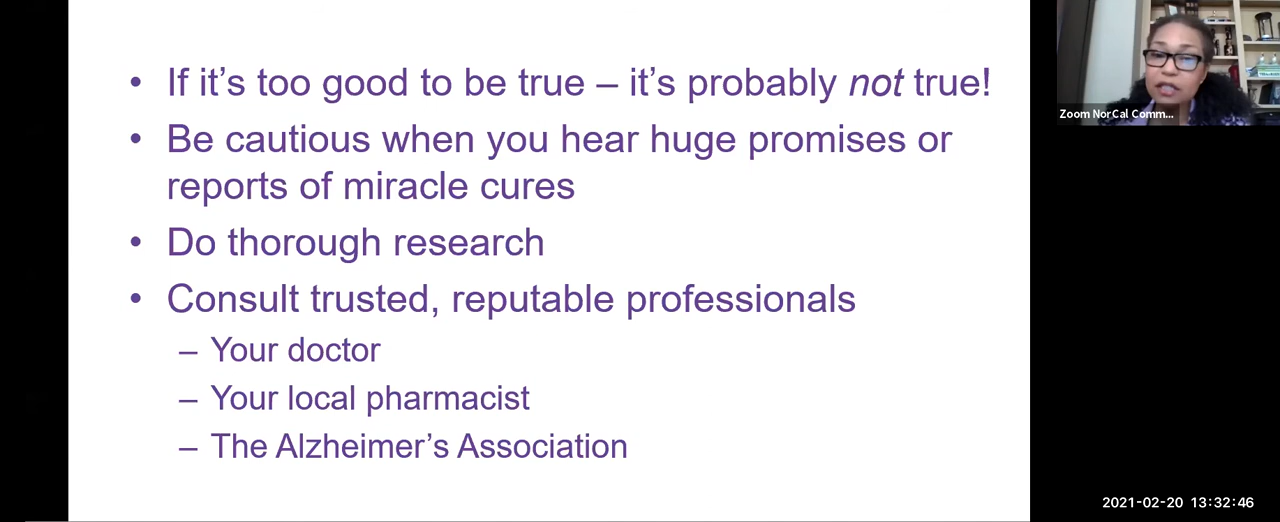 • If it's too good to be true – it's probably not true!
• Be cautious when you hear huge promises or
reports of miracle cures
• Do thorough research
• Consult trusted, reputable professionals
– Your doctor
– Your local pharmacist
– The Alzheimer's Association
Zoom NorCal Comm...
2021-02-20 13:32:46